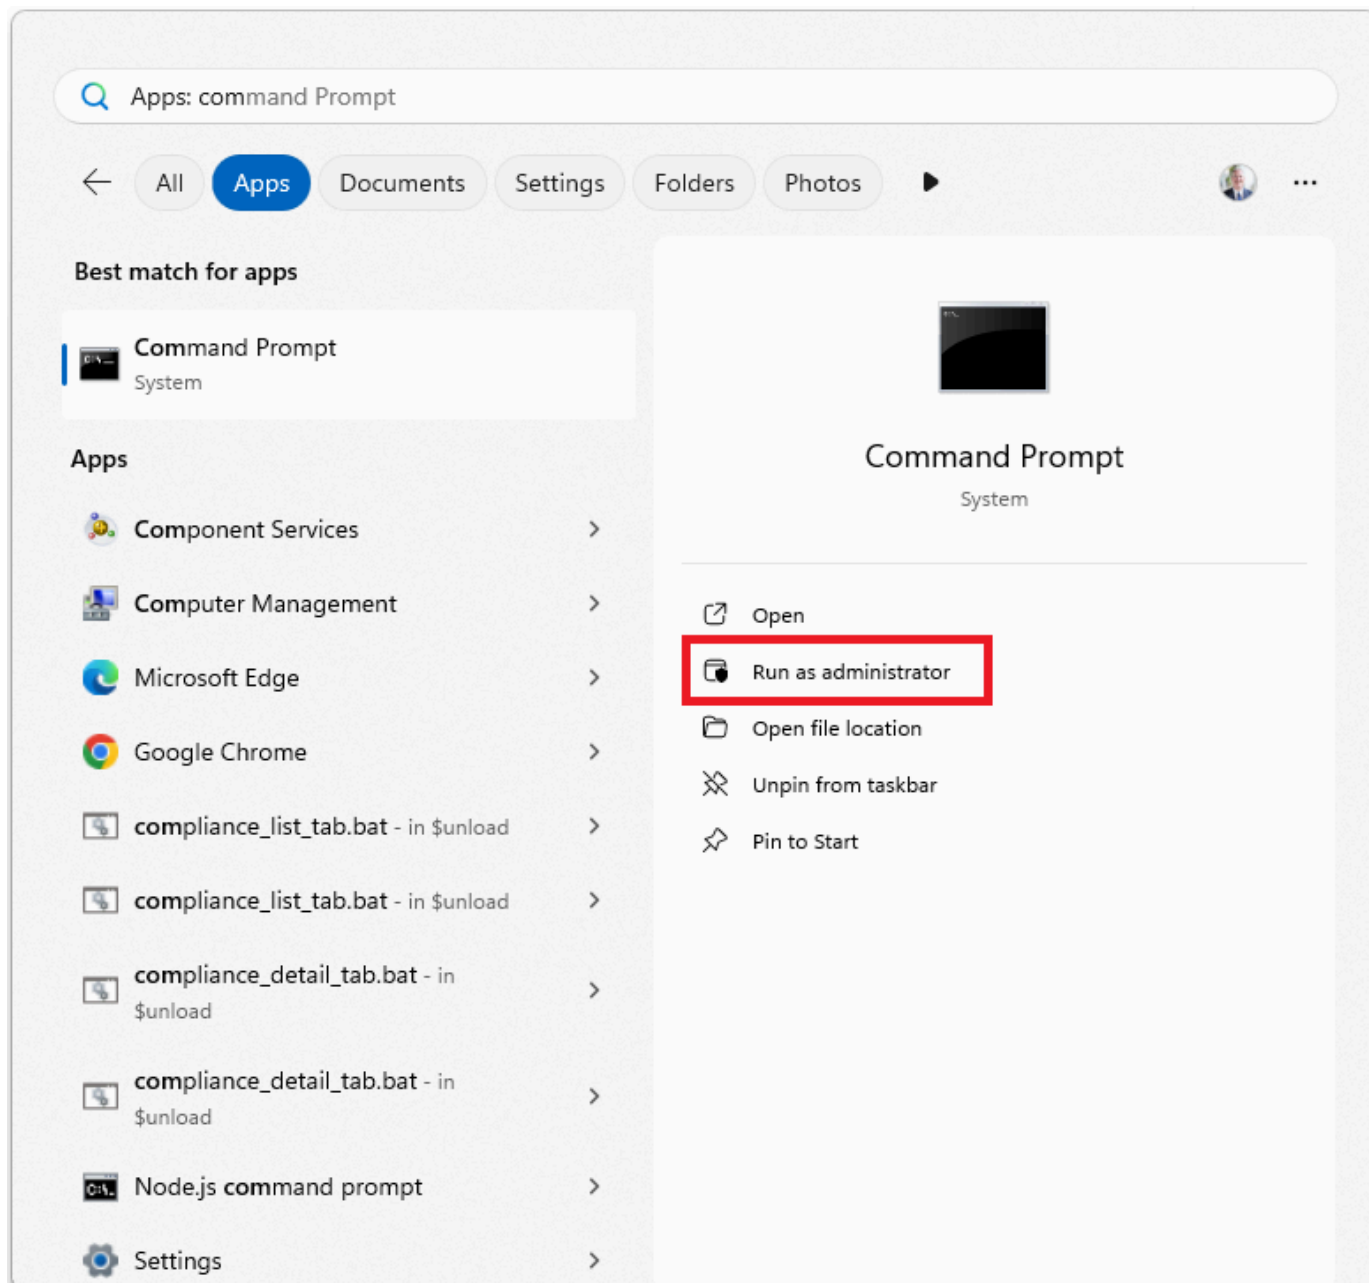 Apps: command Prompt
All
Apps
Documents
Settings
Folders
Photos
Best match for apps
Command Prompt
System
Apps
Component Services
Computer Management
Microsoft Edge
Google Chrome
compliance_list_tab.bat - in $unload
compliance_list_tab.bat - in $unload
compliance_detail_tab.bat - in
$unload
compliance_detail_tab.bat - in
$unload
Node.js command prompt
Settings
Command Prompt
System
Open
Run as administrator
Open file location
Unpin from taskbar
Pin to Start